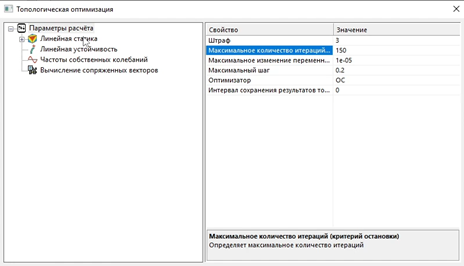 Топологическая оптимизация
Параметры расчёта
Линейная статика
Линейная устойчивость
Частоты собственных колебаний
Вычисление сопряженных векторов
Свойство Значение
Штраф 3
Максимальное количество итераций... 150
Максимальное изменение переменн... 1e-05
Максимальный шаг 0.2
Оптимизатор OC
Интервал сохранения результатов то... 0
Максимальное количество итераций (критерий остановки)
Определяет максимальное количество итераций